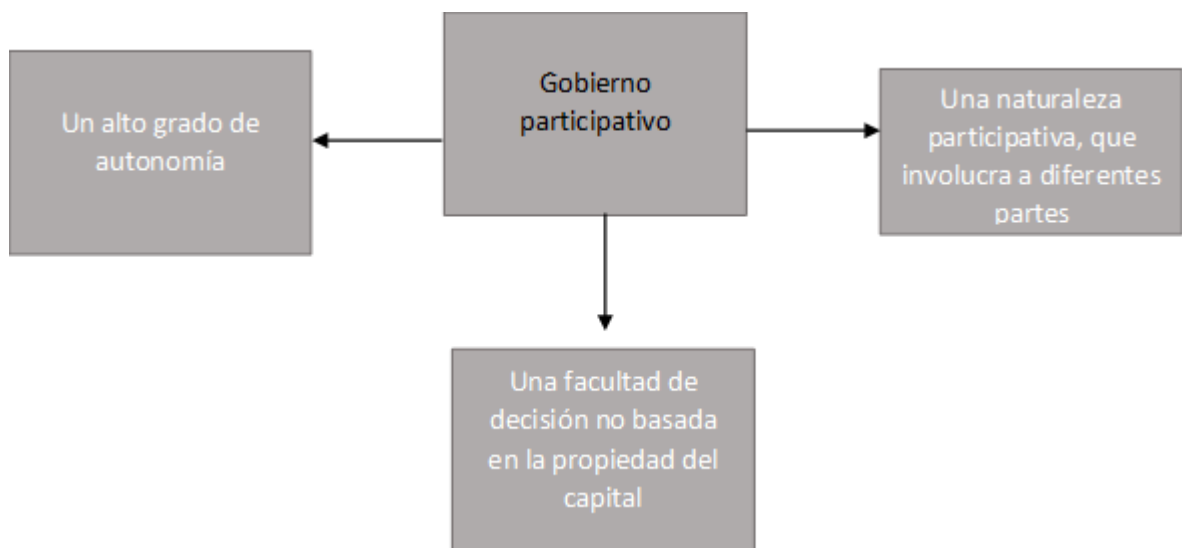 Gobierno
participativo
Un alto grado de
autonomía
Una naturaleza
participativa, que
involucra a diferentes
partes
Una facultad de
decisión no basada
en la propiedad del
capital